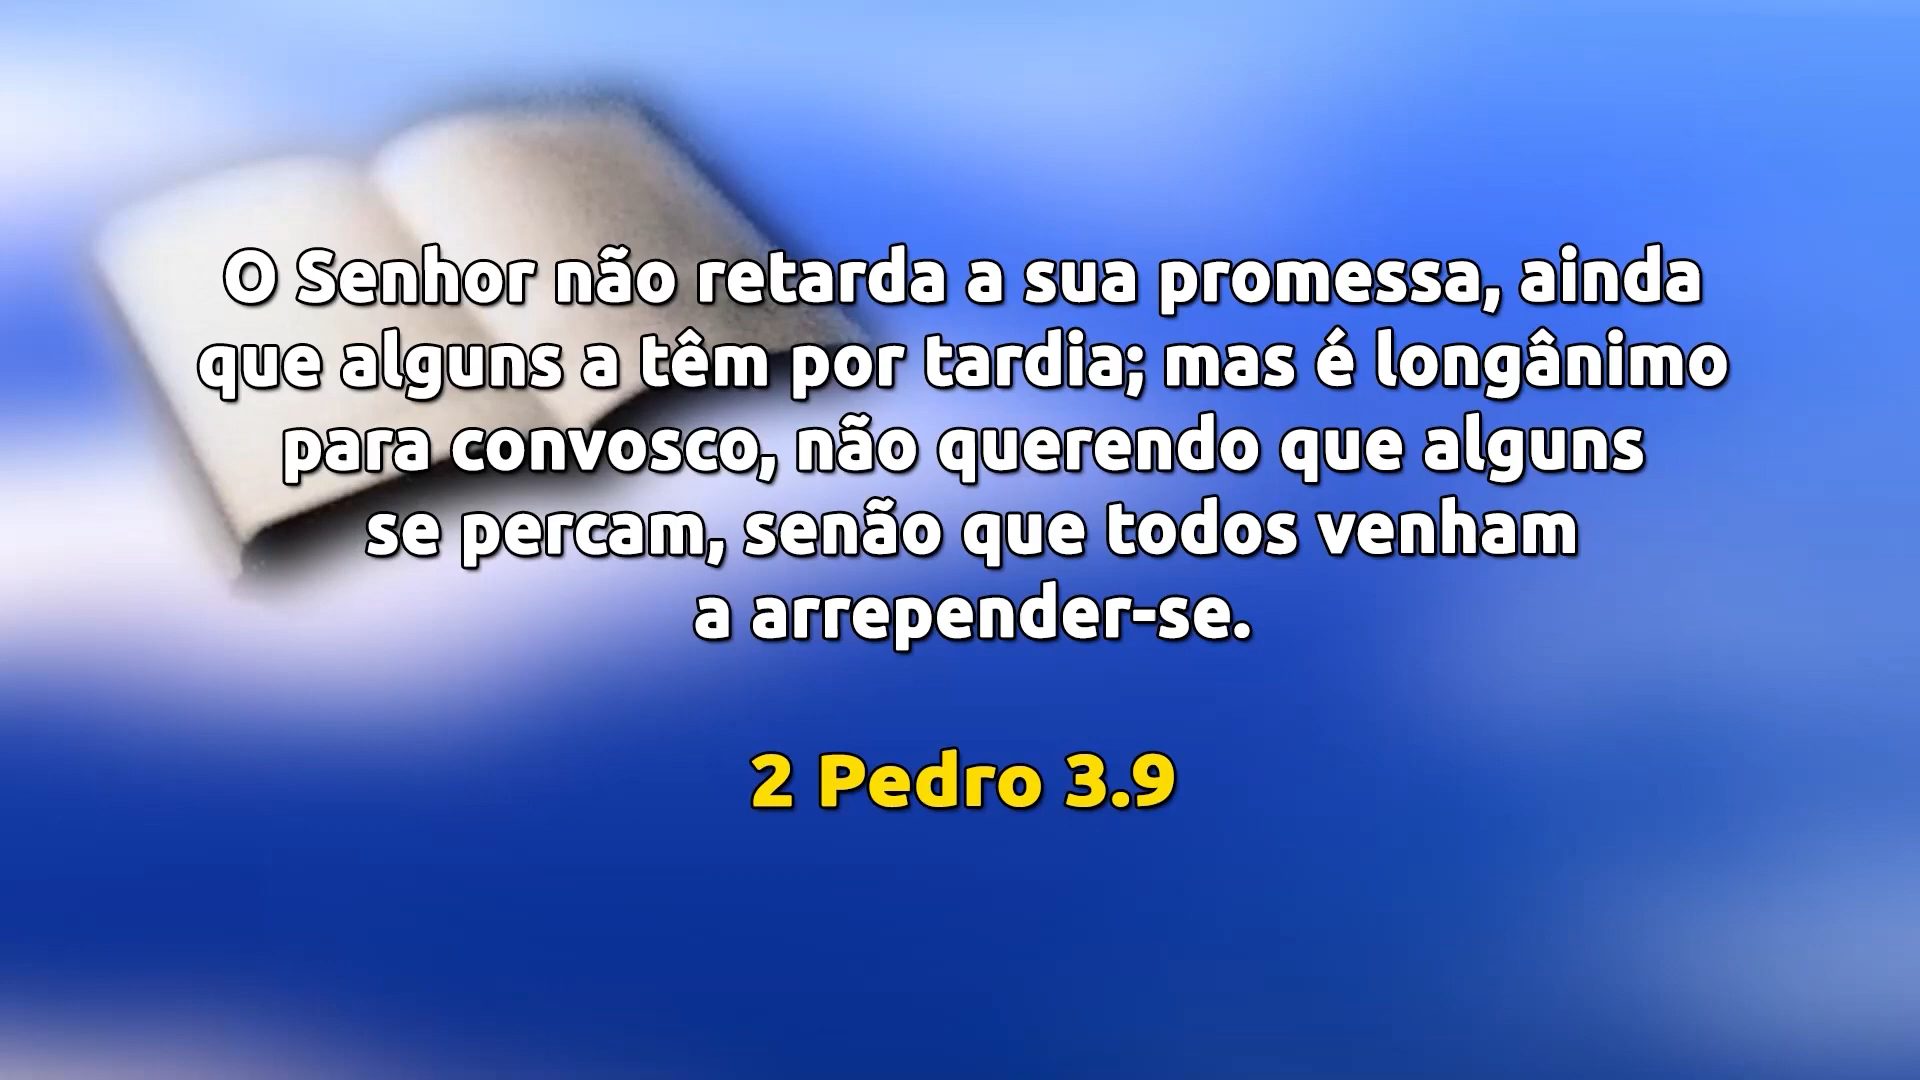 O Senhor não retarda a sua promessa, ainda
que alguns a têm por tardia; mas é longânimo
para convosco, não querendo que alguns
se percam, senão que todos venham
a arrepender-se.
2 Pedro 3.9